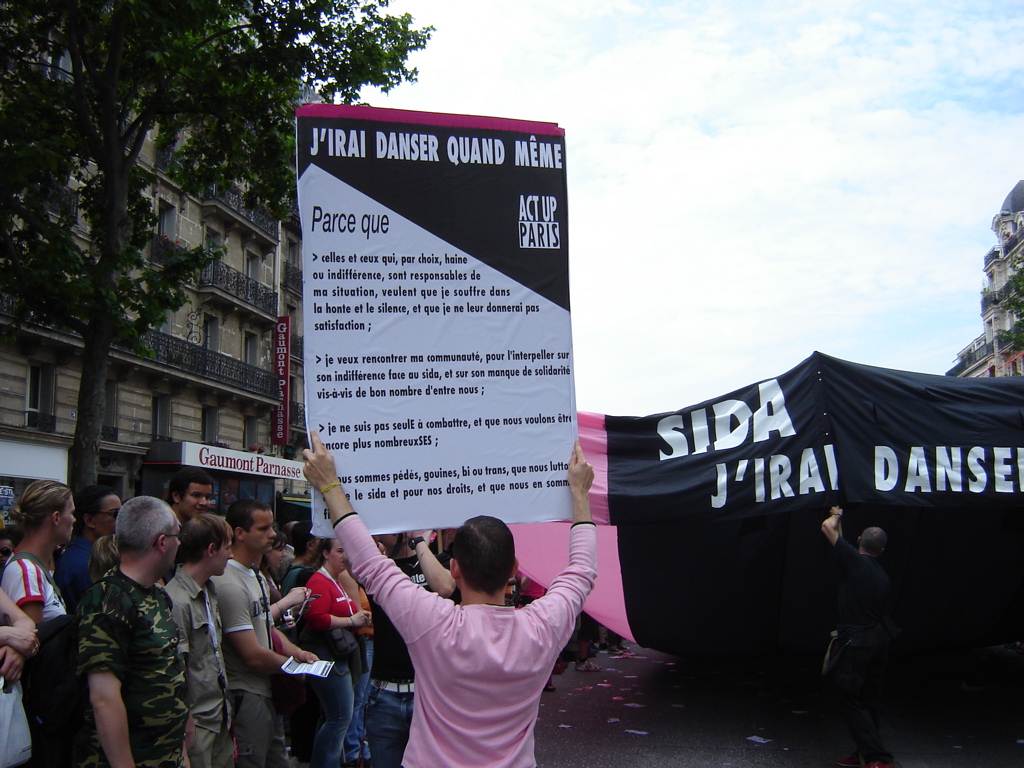 J'IRAI DANSER QUAND MÊME
ACT UP
PARIS
Parce que
> celles et ceux qui, par choix, haine
ou indifférence, sont responsables de
ma situation, veulent que je souffre dans
la honte et le silence, et que je ne leur donnerai pas
satisfaction ;
> je veux rencontrer ma communauté, pour l'interpeller sur
son indifférence face au sida, et sur son manque de solidarité
vis-à-vis de bon nombre d'entre nous ;
> je ne suis pas seulE à combattre, et que nous voulons être
encore plus nombreuxSES ;
sommes pédés, gouines, bi ou trans, que nous
le sida et pour nos droits, et que nous en
Gaumont Parnasse
Gaumont Parnasse
SIDA
J'IRAI DANSE